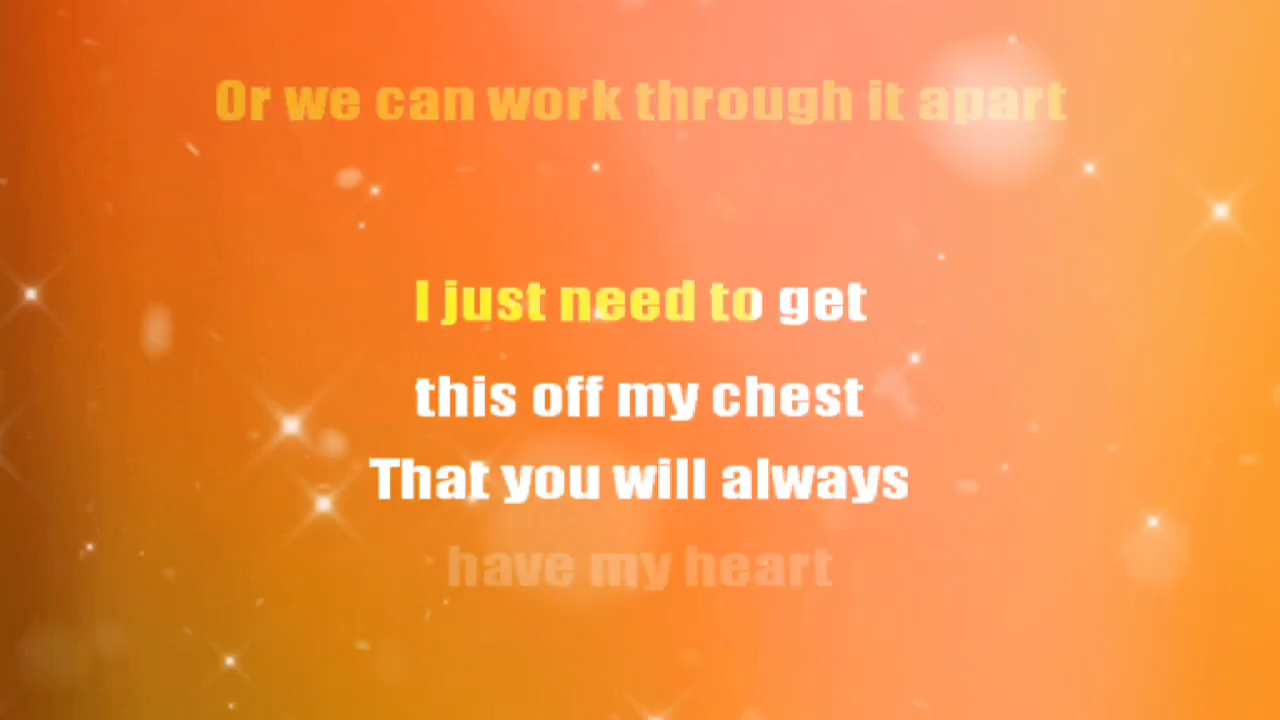 Or we can work through it apart
I just need to get
this off my chest
That you will always
have my heart